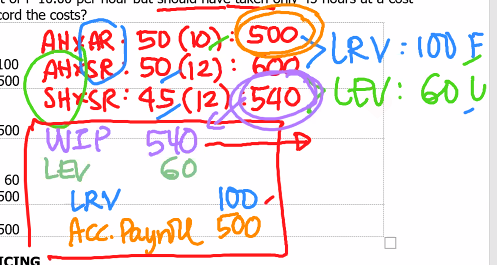 t of P 10.00 per hour but should have taken only 45 hours at a cost
cord the costs?
AH×AR: 50 (10): 500
AH×SR: 50 (12): 600
SH×SR: 45 (12): 540
LRV: 100 F
LEV: 60 U
100
500
500
60
500
500
WIP 540
LEV 60
LRV 100
Acc. Payroll 500
ICING